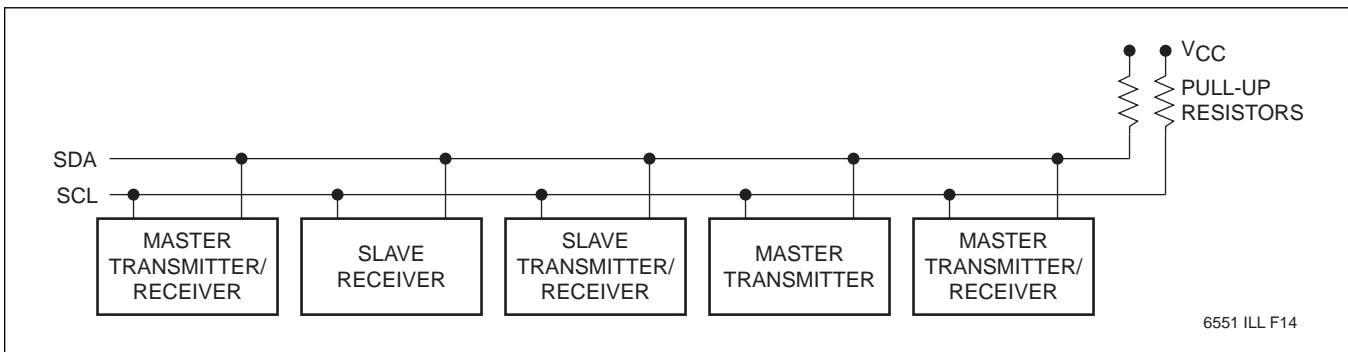 VCC
PULL-UP
RESISTORS
SDA
SCL
MASTER
TRANSMITTER/
RECEIVER
SLAVE
RECEIVER
SLAVE
TRANSMITTER/
RECEIVER
MASTER
TRANSMITTER
MASTER
TRANSMITTER/
RECEIVER
6551 ILL F14